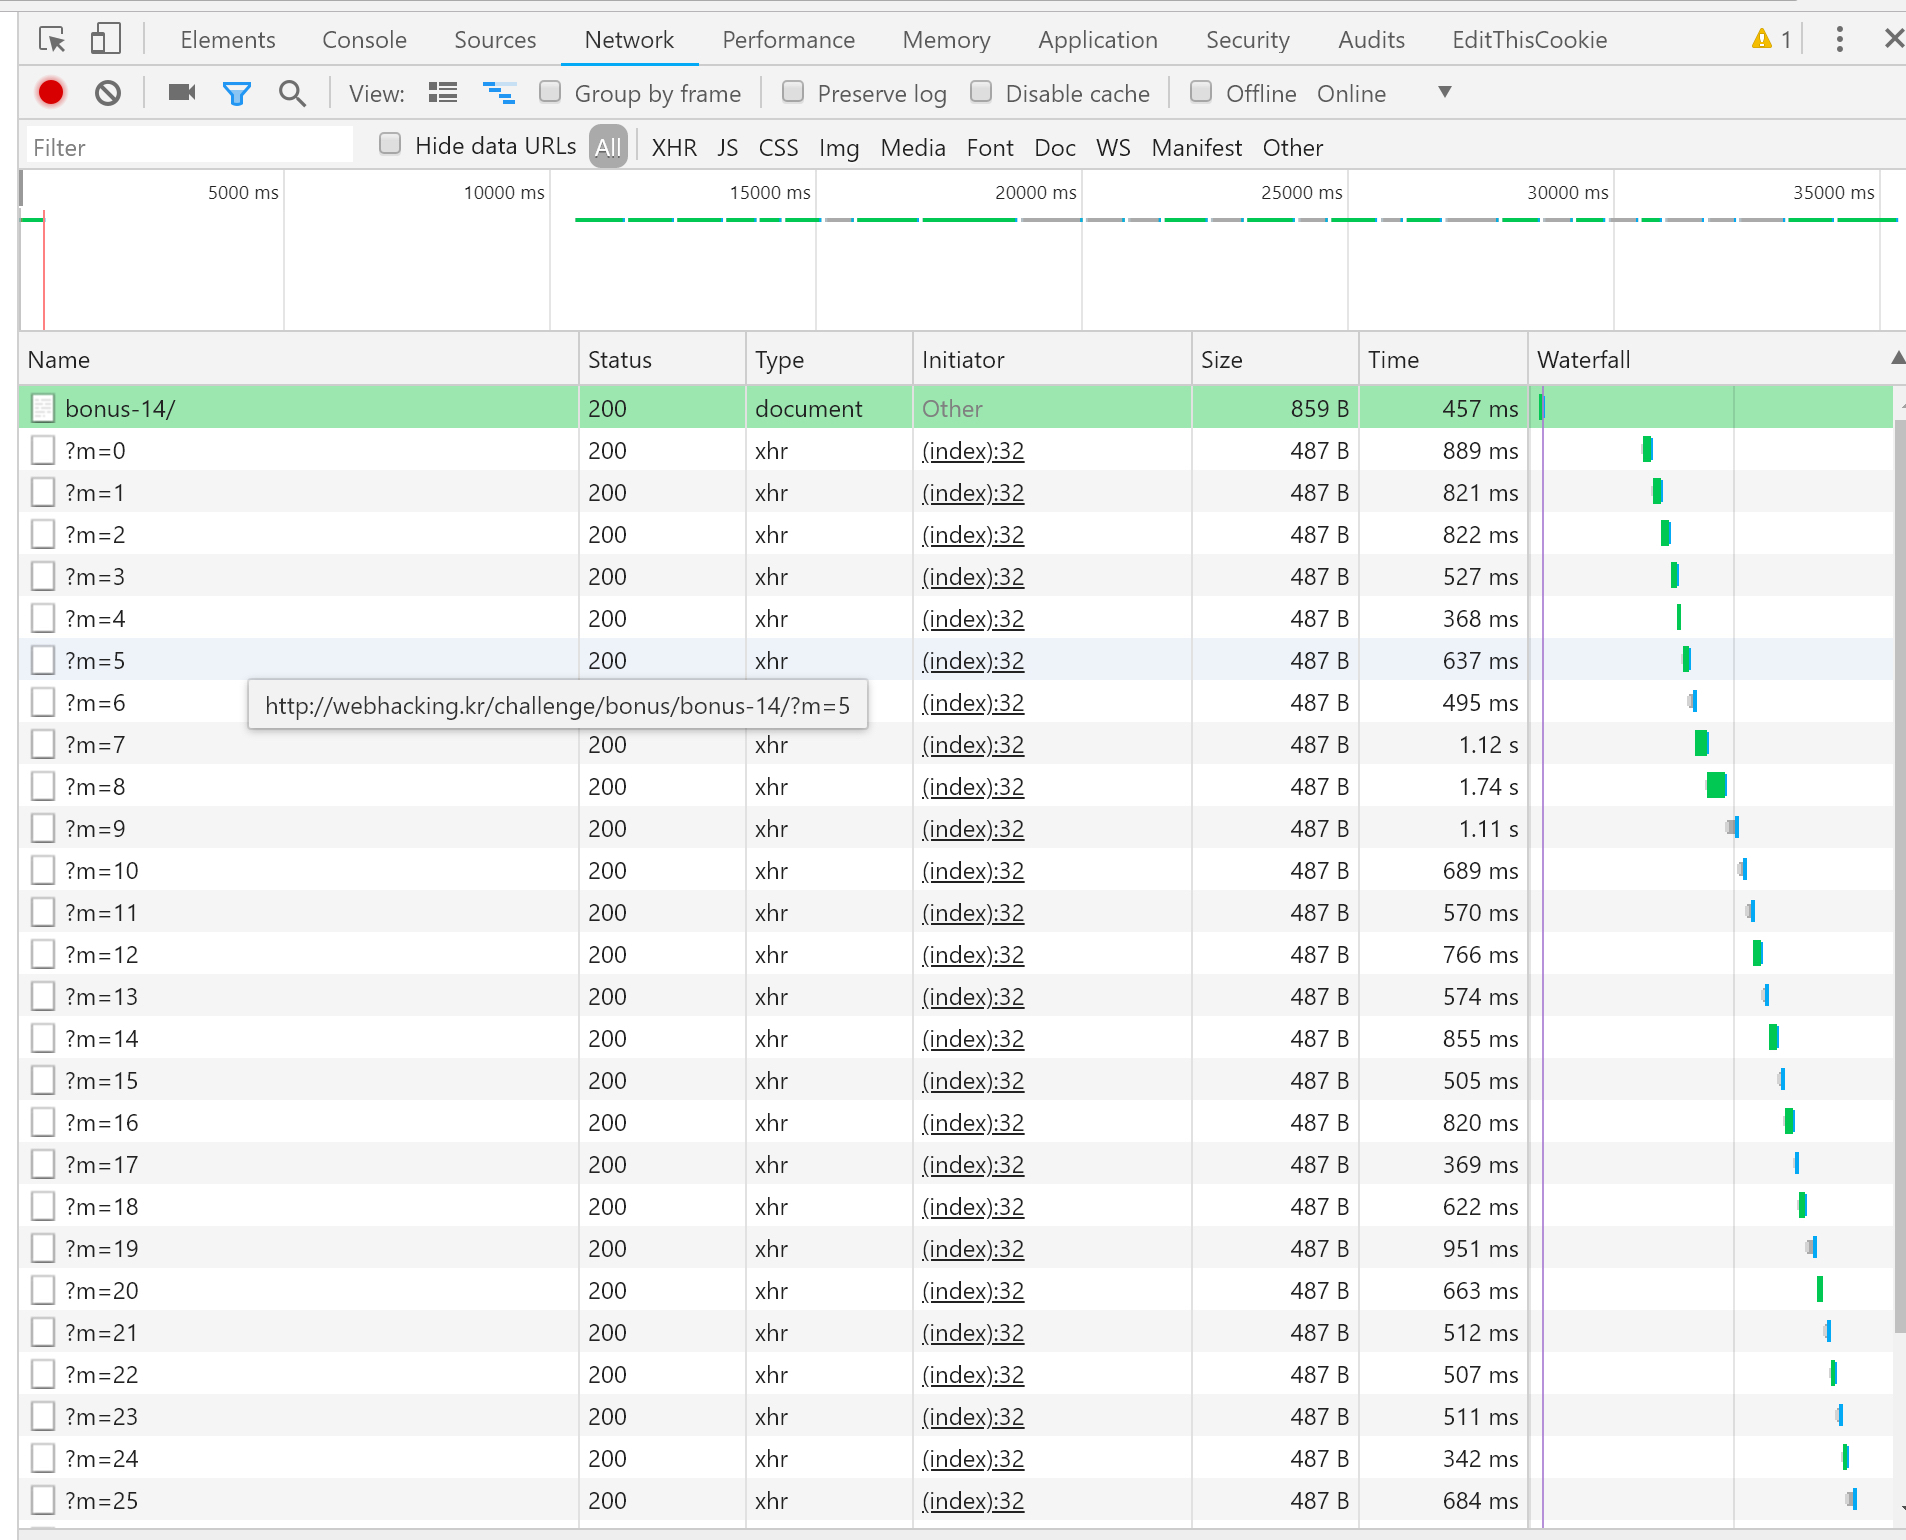 Elements Console Sources Network Performance Memory Application Security Audits EditThisCookie 1
View: Group by frame Preserve log Disable cache Offline Online
Filter Hide data URLs All XHR JS CSS Img Media Font Doc WS Manifest Other
5000 ms 10000 ms 15000 ms 20000 ms 25000 ms 30000 ms 35000 ms
Name Status Type Initiator Size Time Waterfall
bonus-14/ 200 document Other 859 B 457 ms
?m=0 200 xhr (index):32 487 B 889 ms
?m=1 200 xhr (index):32 487 B 821 ms
?m=2 200 xhr (index):32 487 B 822 ms
?m=3 200 xhr (index):32 487 B 527 ms
?m=4 200 xhr (index):32 487 B 368 ms
?m=5 200 xhr (index):32 487 B 637 ms
?m=6 http://webhacking.kr/challenge/bonus/bonus-14/?m=5 (index):32 487 B 495 ms
?m=7 200 xhr (index):32 487 B 1.12 s
?m=8 200 xhr (index):32 487 B 1.74 s
?m=9 200 xhr (index):32 487 B 1.11 s
?m=10 200 xhr (index):32 487 B 689 ms
?m=11 200 xhr (index):32 487 B 570 ms
?m=12 200 xhr (index):32 487 B 766 ms
?m=13 200 xhr (index):32 487 B 574 ms
?m=14 200 xhr (index):32 487 B 855 ms
?m=15 200 xhr (index):32 487 B 505 ms
?m=16 200 xhr (index):32 487 B 820 ms
?m=17 200 xhr (index):32 487 B 369 ms
?m=18 200 xhr (index):32 487 B 622 ms
?m=19 200 xhr (index):32 487 B 951 ms
?m=20 200 xhr (index):32 487 B 663 ms
?m=21 200 xhr (index):32 487 B 512 ms
?m=22 200 xhr (index):32 487 B 507 ms
?m=23 200 xhr (index):32 487 B 511 ms
?m=24 200 xhr (index):32 487 B 342 ms
?m=25 200 xhr (index):32 487 B 684 ms